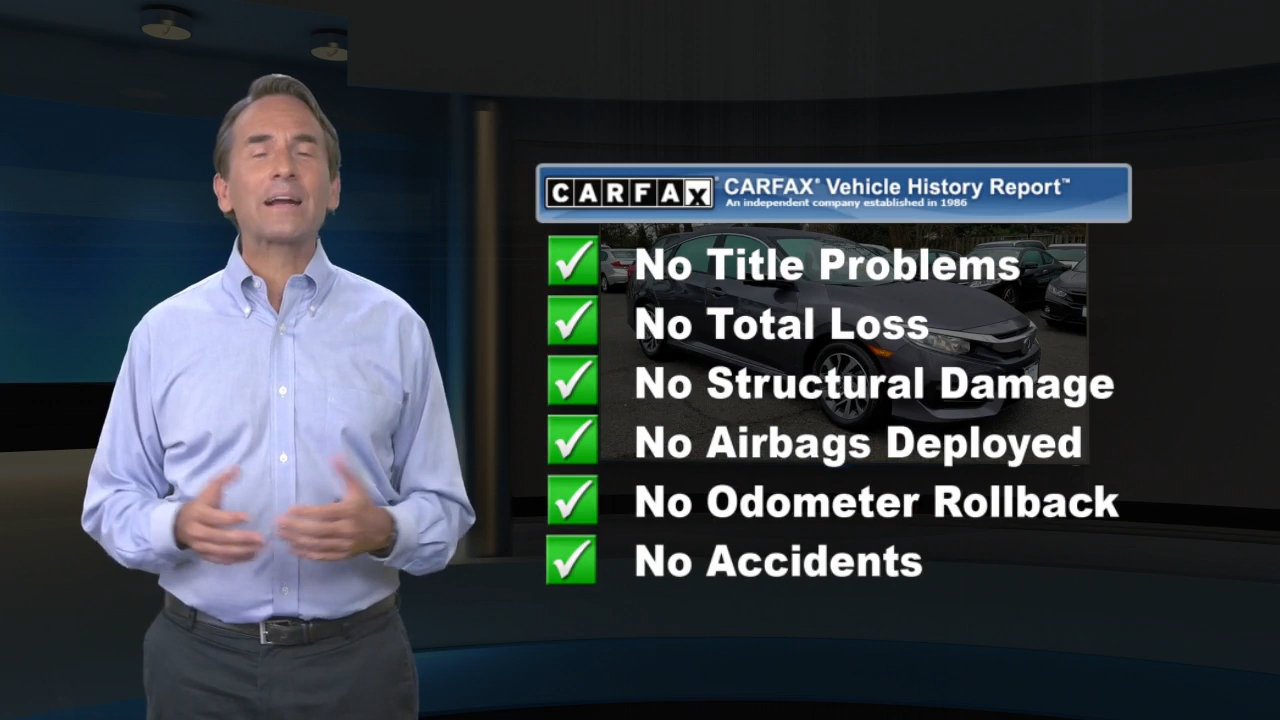 CARFAX® CARFAX® Vehicle History Report™
An independent company established in 1986
No Title Problems
No Total Loss
No Structural Damage
No Airbags Deployed
No Odometer Rollback
No Accidents